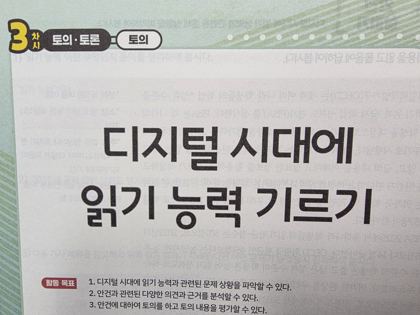 3차시 토의·토론 토의
디지털 시대에
읽기 능력 기르기
활동 목표 1. 디지털 시대에 읽기 능력과 관련된 문제 상황을 파악할 수 있다.
2. 안건과 관련된 다양한 의견과 근거를 분석할 수 있다.
3. 안건에 대하여 토의를 하고 토의 내용을 평가할 수 있다.